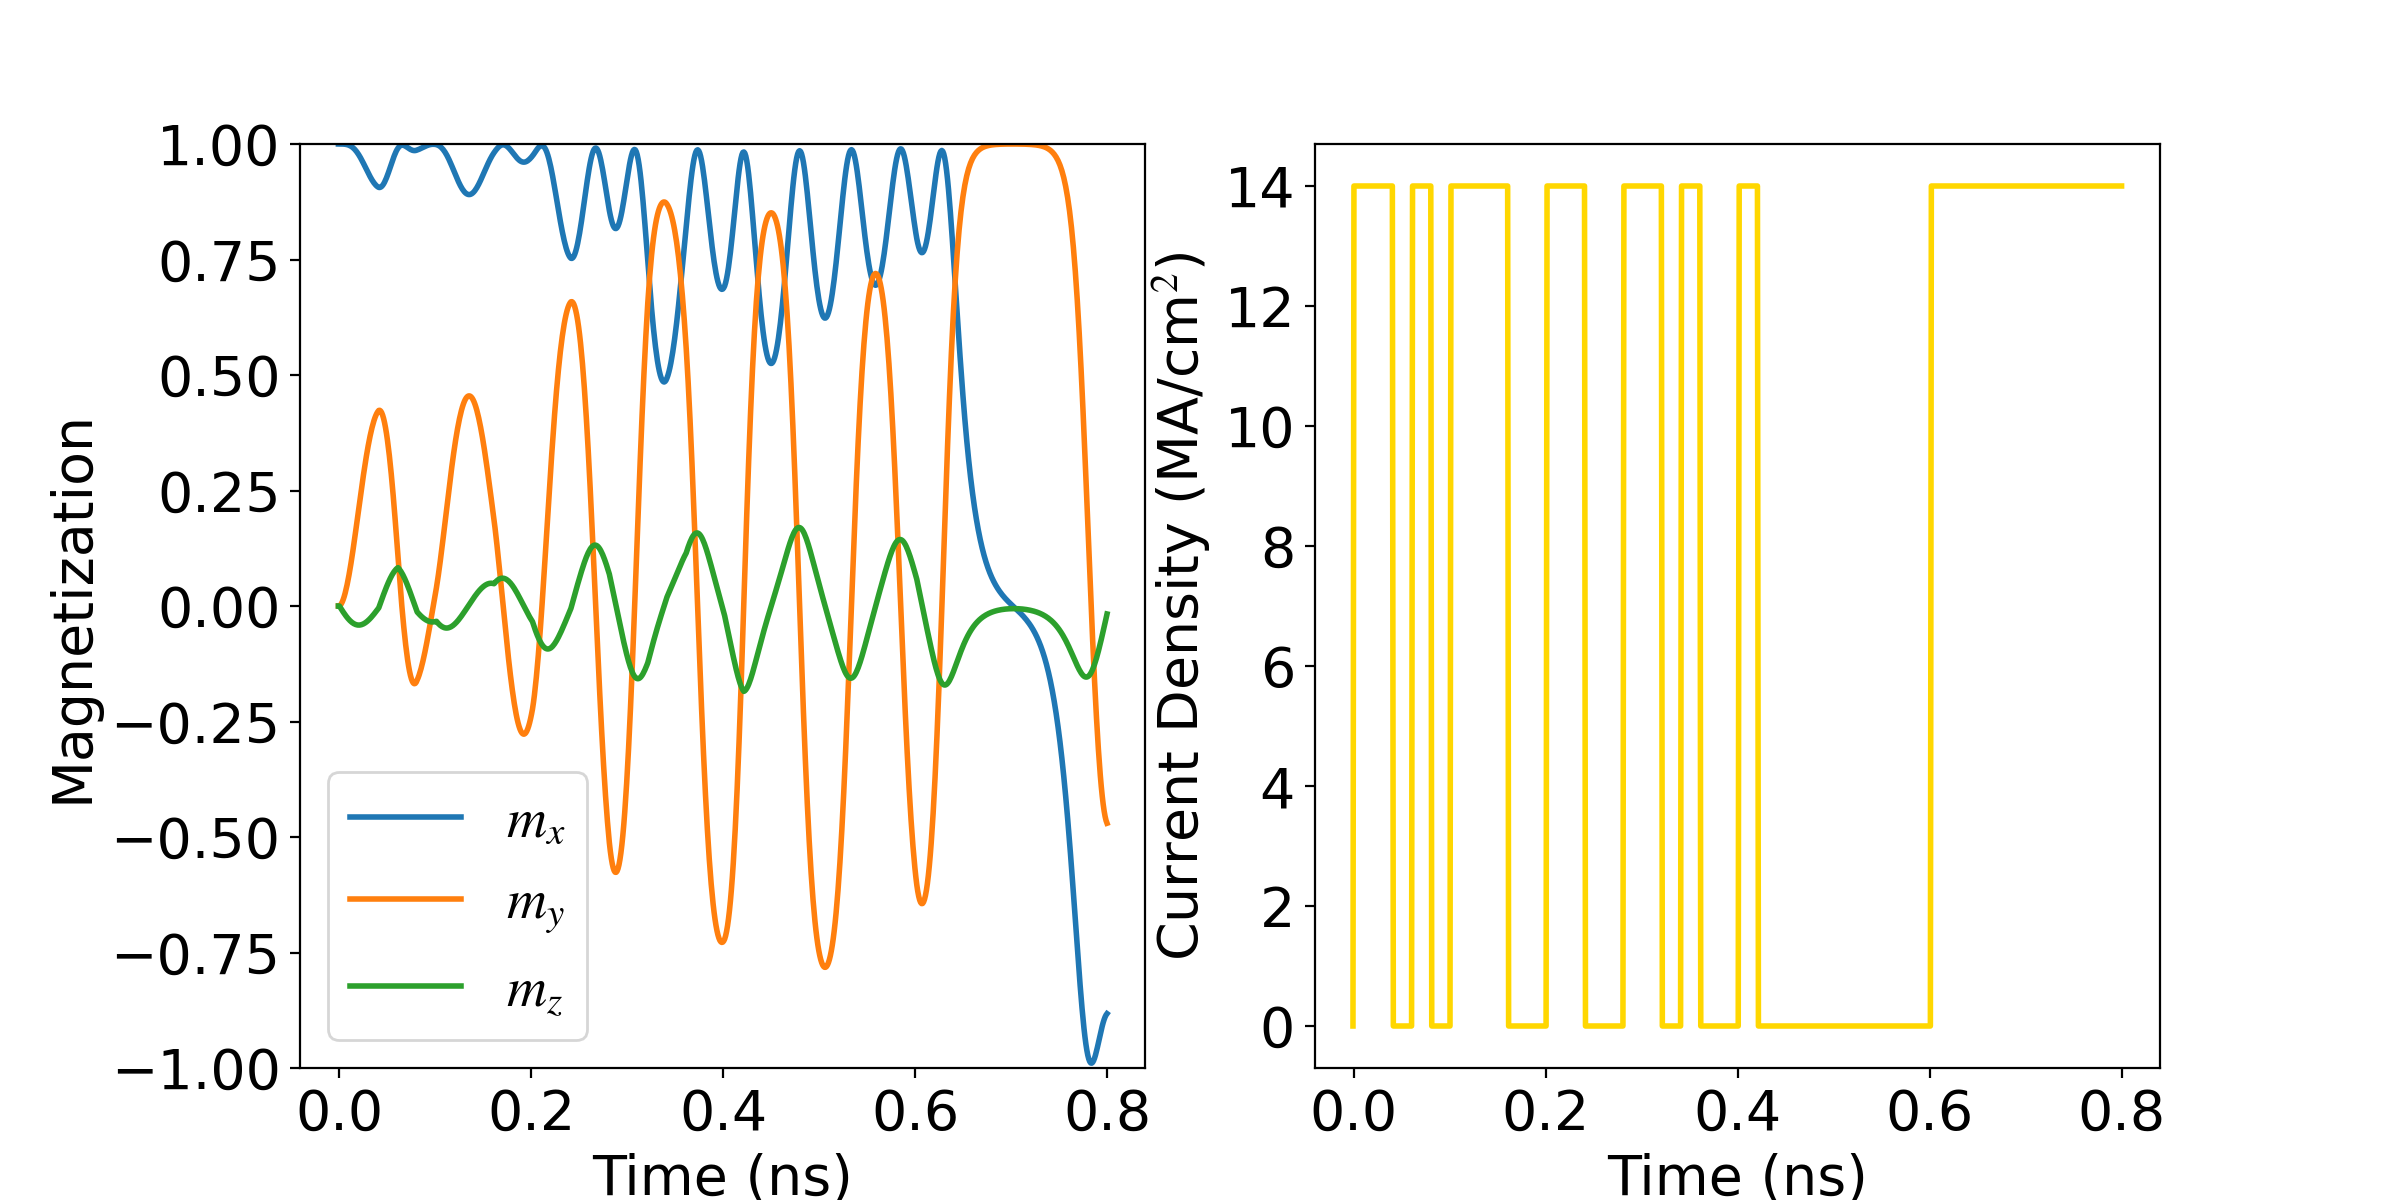 Magnetization
1.00
0.75
0.50
0.25
0.00
−0.25
−0.50
−0.75
−1.00
m_x
m_y
m_z
0.0 0.2 0.4 0.6 0.8
Time (ns)
Current Density (MA/cm²)
14
12
10
8
6
4
2
0
0.0 0.2 0.4 0.6 0.8
Time (ns)